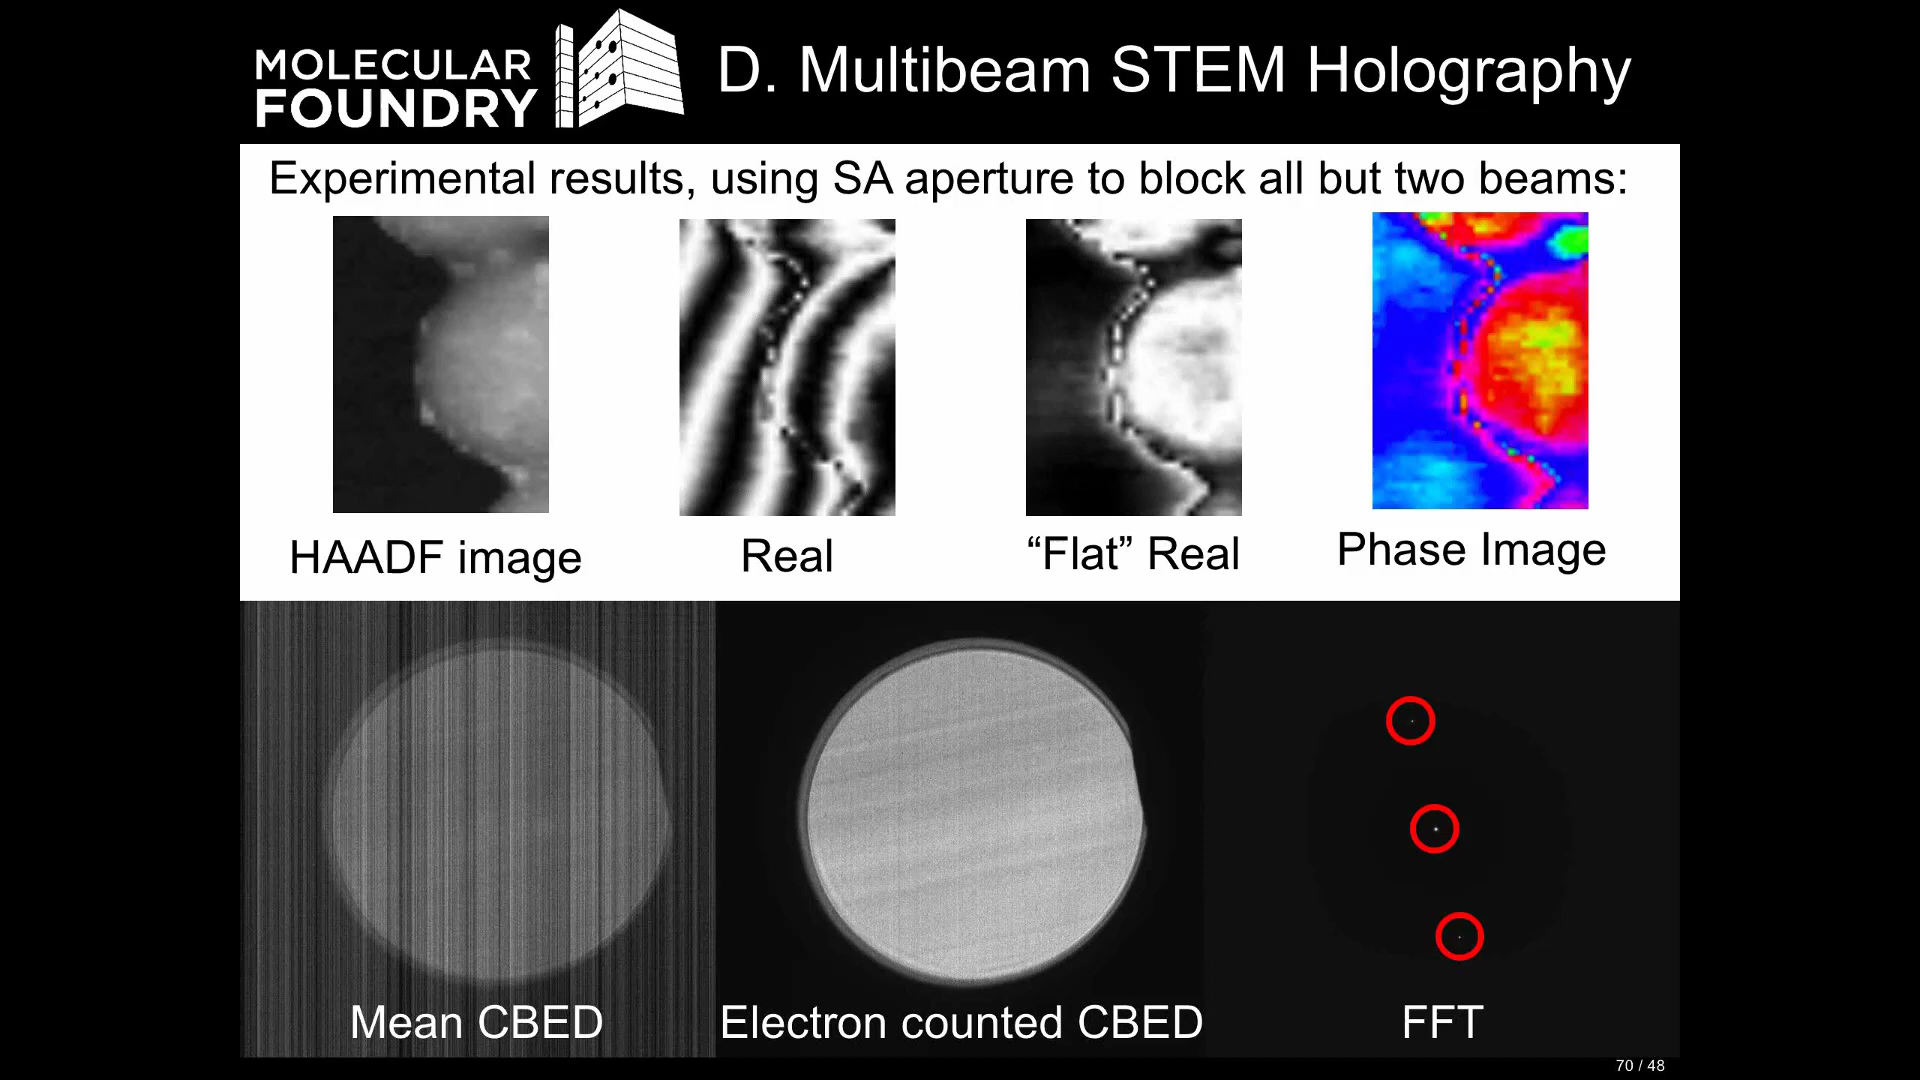 MOLECULAR
FOUNDRY
D. Multibeam STEM Holography
Experimental results, using SA aperture to block all but two beams:
HAADF image
Real
“Flat” Real
Phase Image
Mean CBED
Electron counted CBED
FFT
70 / 48